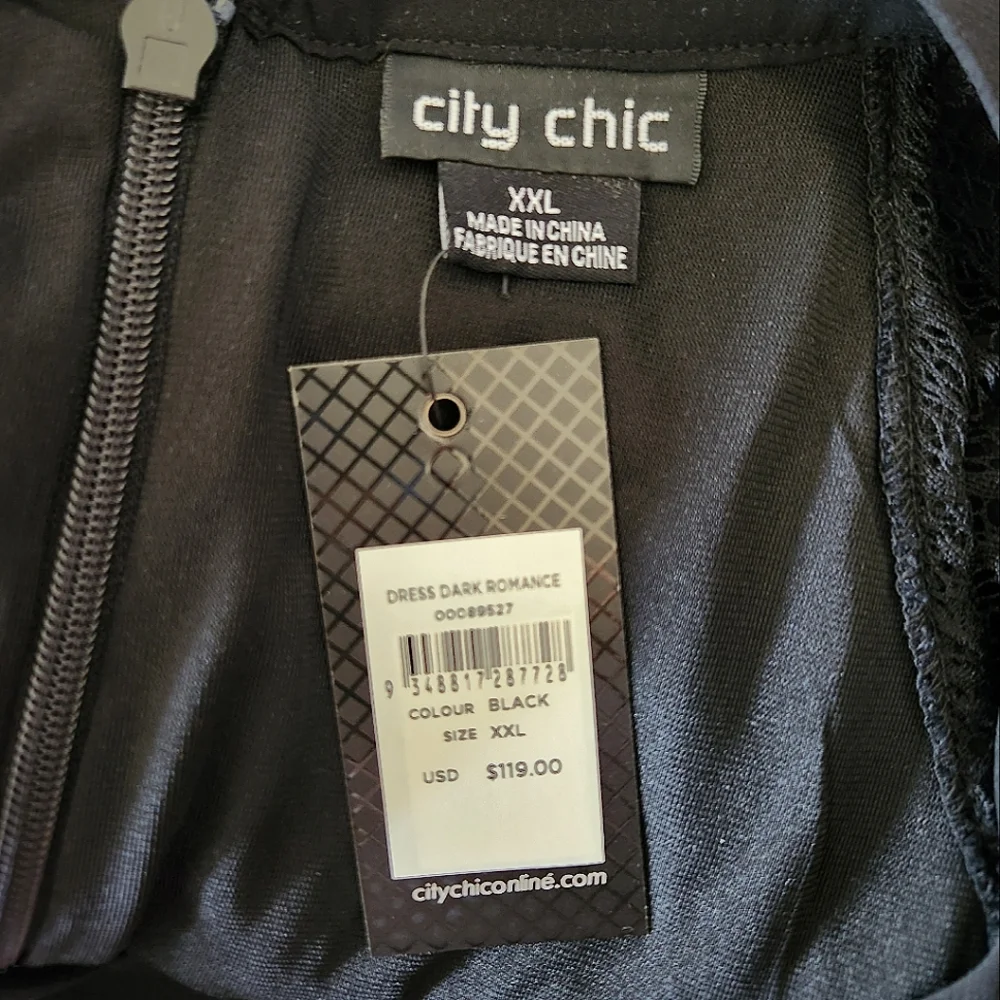 city chic
XXL
MADE IN CHINA
FABRIQUE EN CHINE
DRESS DARK ROMANCE
00089527
9 348817 287728
COLOUR BLACK
SIZE XXL
USD $119.00
citychiconline.com